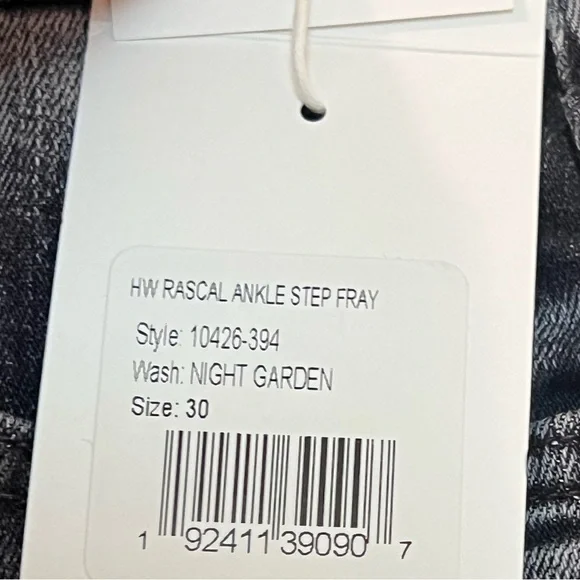 HW RASCAL ANKLE STEP FRAY
Style: 10426-394
Wash: NIGHT GARDEN
Size: 30
1 92411 39090 7